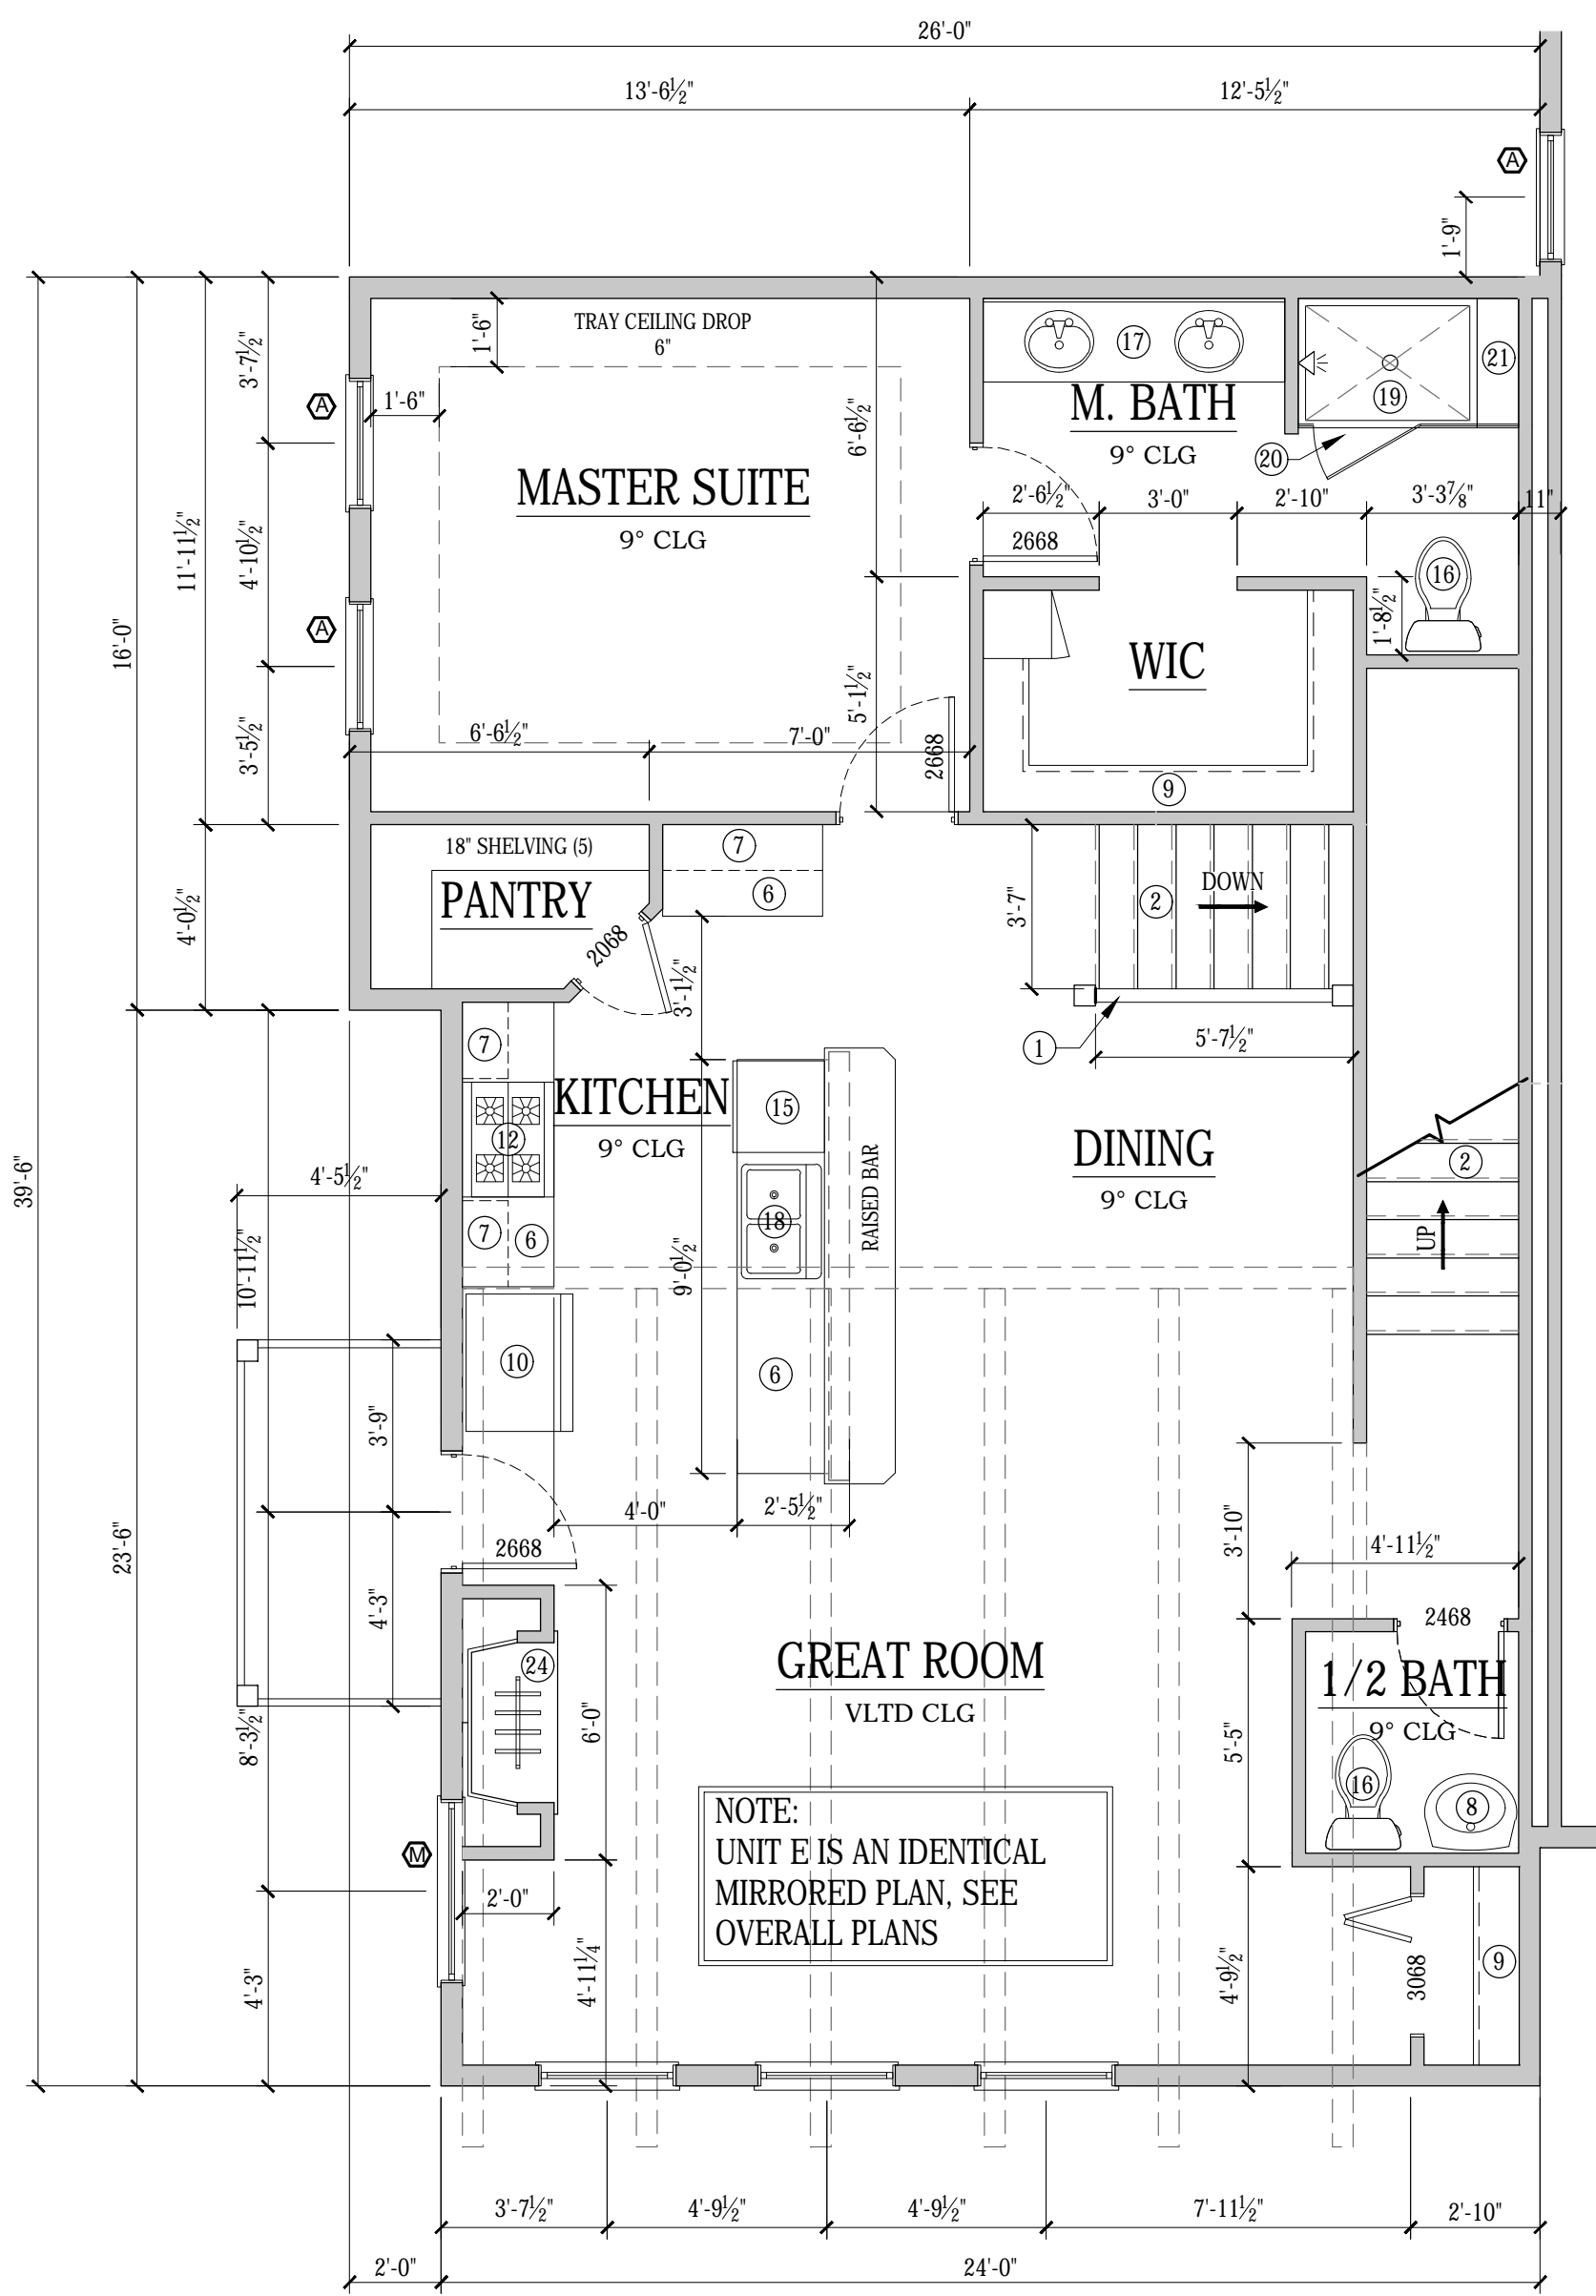 26'-0"
13'-6½"
12'-5½"
A
1'-9"
TRAY CEILING DROP
6"
1'-6"
1'-6"
3'-7½"
A
17
21
19
M. BATH
9° CLG
20
6'-6½"
MASTER SUITE
9° CLG
2'-6½"
3'-0"
2'-10"
3'-3⅞"
11"
2668
16
1'-8½"
11'-11½"
4'-10½"
A
16'-0"
WIC
5'-1½"
3'-5½"
6'-6½"
7'-0"
2668
9
18" SHELVING (5)
PANTRY
7
6
2068
4'-0½"
3'-7"
2
DOWN
3'-1½"
1
5'-7½"
7
KITCHEN
9° CLG
12
15
DINING
9° CLG
RAISED BAR
2
UP
39'-6"
4'-5½"
7
6
18
10'-11½"
9'-0½"
10
6
3'-9"
4'-0"
2'-5½"
3'-10"
23'-6"
2668
4'-11½"
4'-3"
2468
24
GREAT ROOM
VLTD CLG
1/2 BATH
9° CLG
6'-0"
8'-3½"
5'-5"
16
8
NOTE:
UNIT E IS AN IDENTICAL
MIRRORED PLAN, SEE
OVERALL PLANS
M
2'-0"
4'-11¼"
4'-3"
4'-9½"
3068
9
3'-7½"
4'-9½"
4'-9½"
7'-11½"
2'-10"
2'-0"
24'-0"